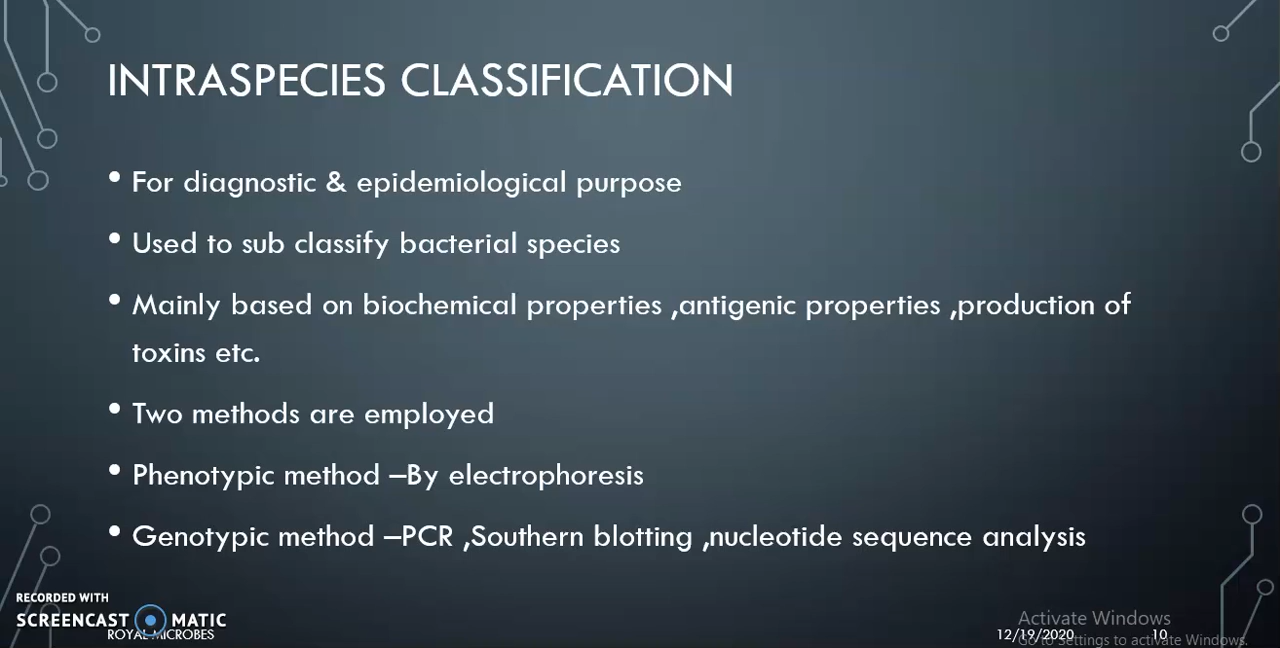 INTRASPECIES CLASSIFICATION
• For diagnostic & epidemiological purpose
• Used to sub classify bacterial species
• Mainly based on biochemical properties ,antigenic properties ,production of
toxins etc.
• Two methods are employed
• Phenotypic method –By electrophoresis
• Genotypic method –PCR ,Southern blotting ,nucleotide sequence analysis
RECORDED WITH
SCREENCAST MATIC
ROYAL MICROBES
12/19/2020
10
Activate Windows
Go to Settings to activate Windows.